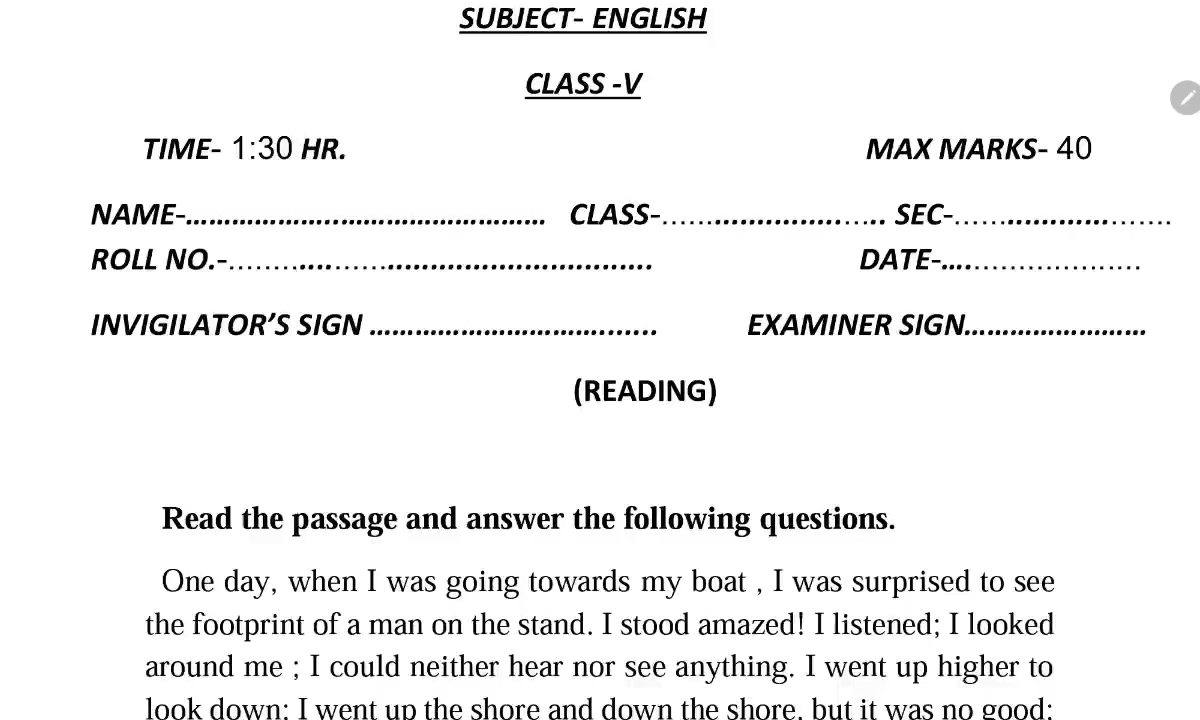 SUBJECT- ENGLISH
CLASS -V
TIME- 1:30 HR. MAX MARKS- 40
NAME-………………..……………………… CLASS-……..................….. SEC-……..............…….
ROLL NO.-………....……................................... DATE-….…………………
INVIGILATOR’S SIGN …………………………........ EXAMINER SIGN……………………
(READING)
Read the passage and answer the following questions.
One day, when I was going towards my boat , I was surprised to see
the footprint of a man on the stand. I stood amazed! I listened; I looked
around me ; I could neither hear nor see anything. I went up higher to
look down; I went up the shore and down the shore, but it was no good;